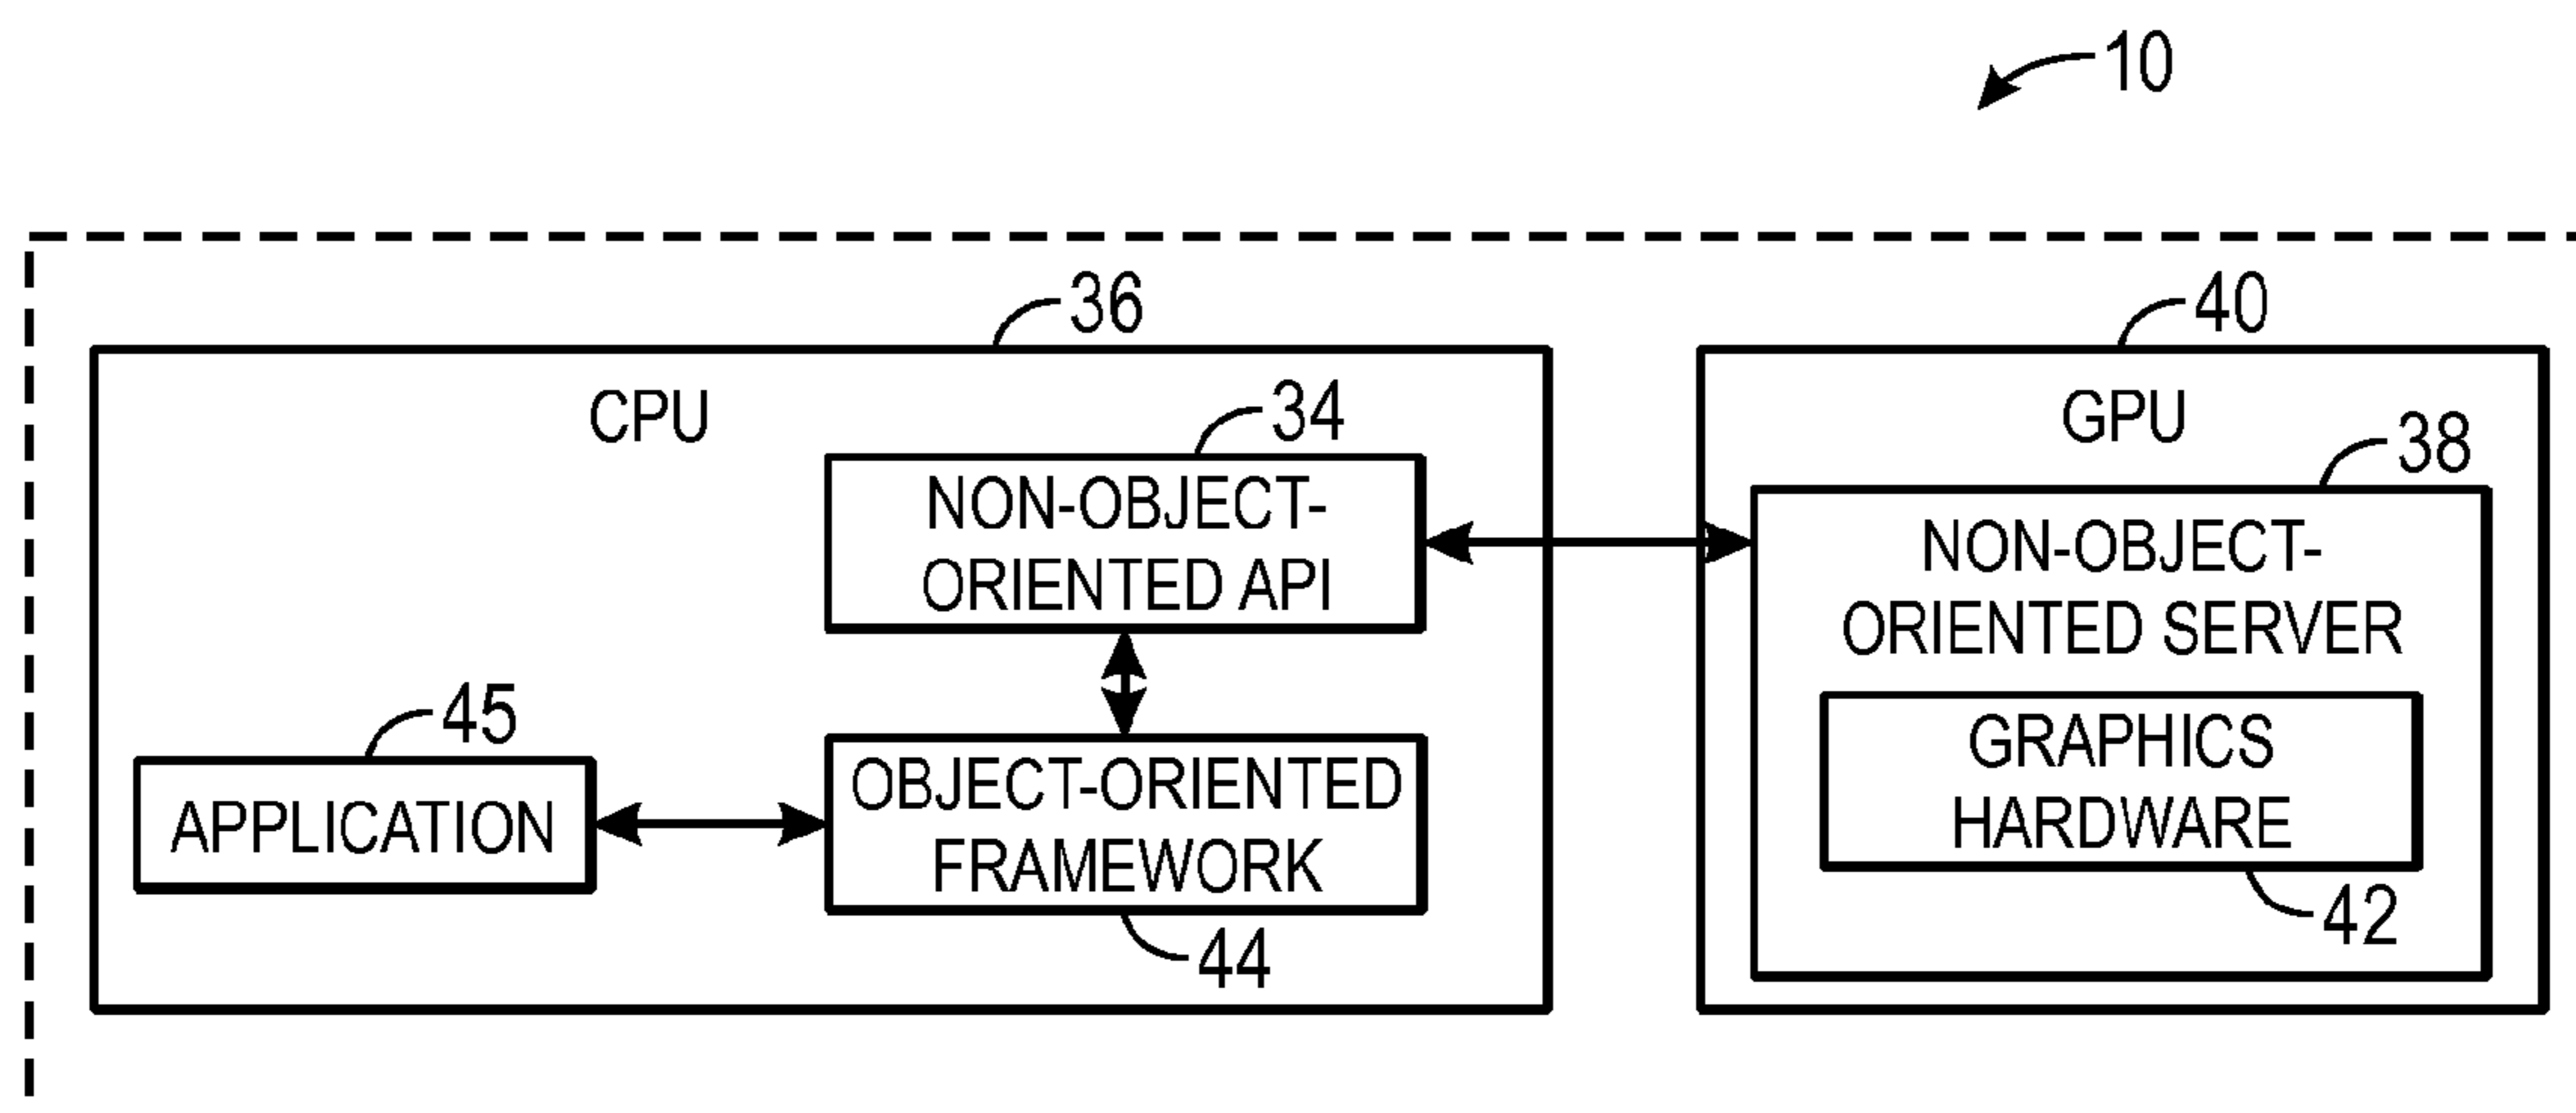 10
36
40
CPU
34
NON-OBJECT-
ORIENTED API
GPU
38
NON-OBJECT-
ORIENTED SERVER
45
APPLICATION
OBJECT-ORIENTED
FRAMEWORK
44
GRAPHICS
HARDWARE
42